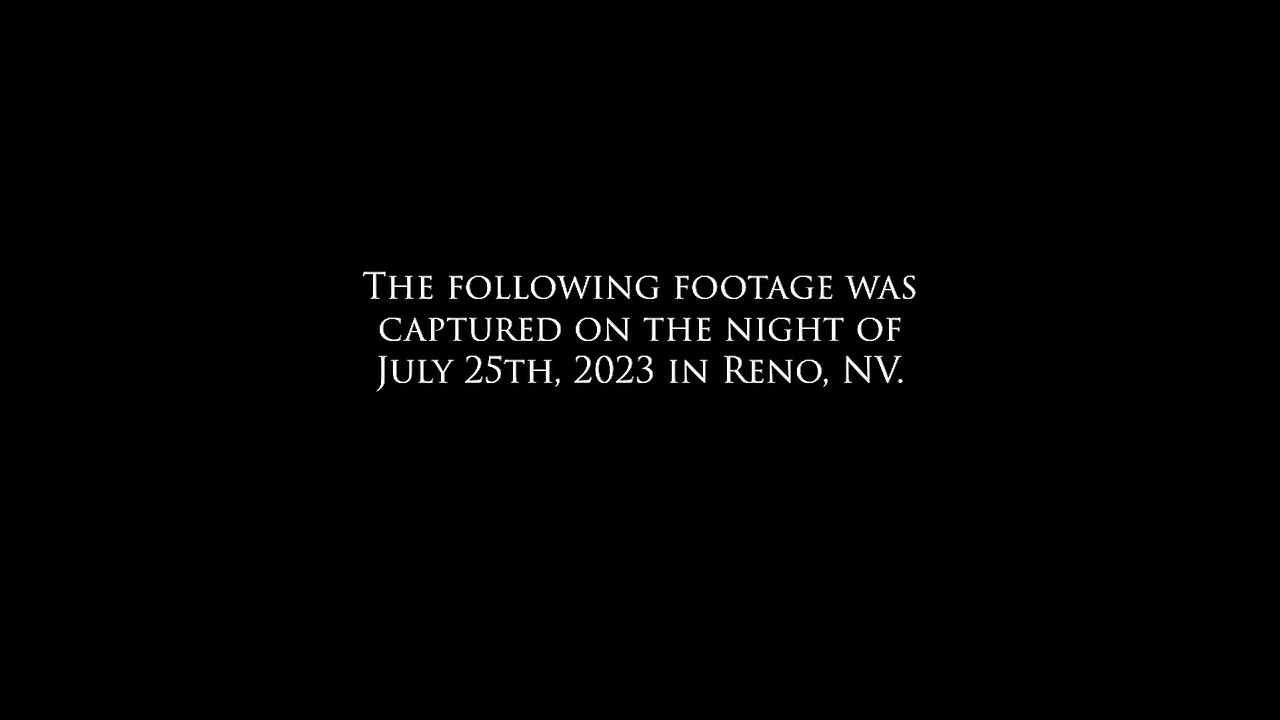 The following footage was
captured on the night of
July 25th, 2023 in Reno, NV.